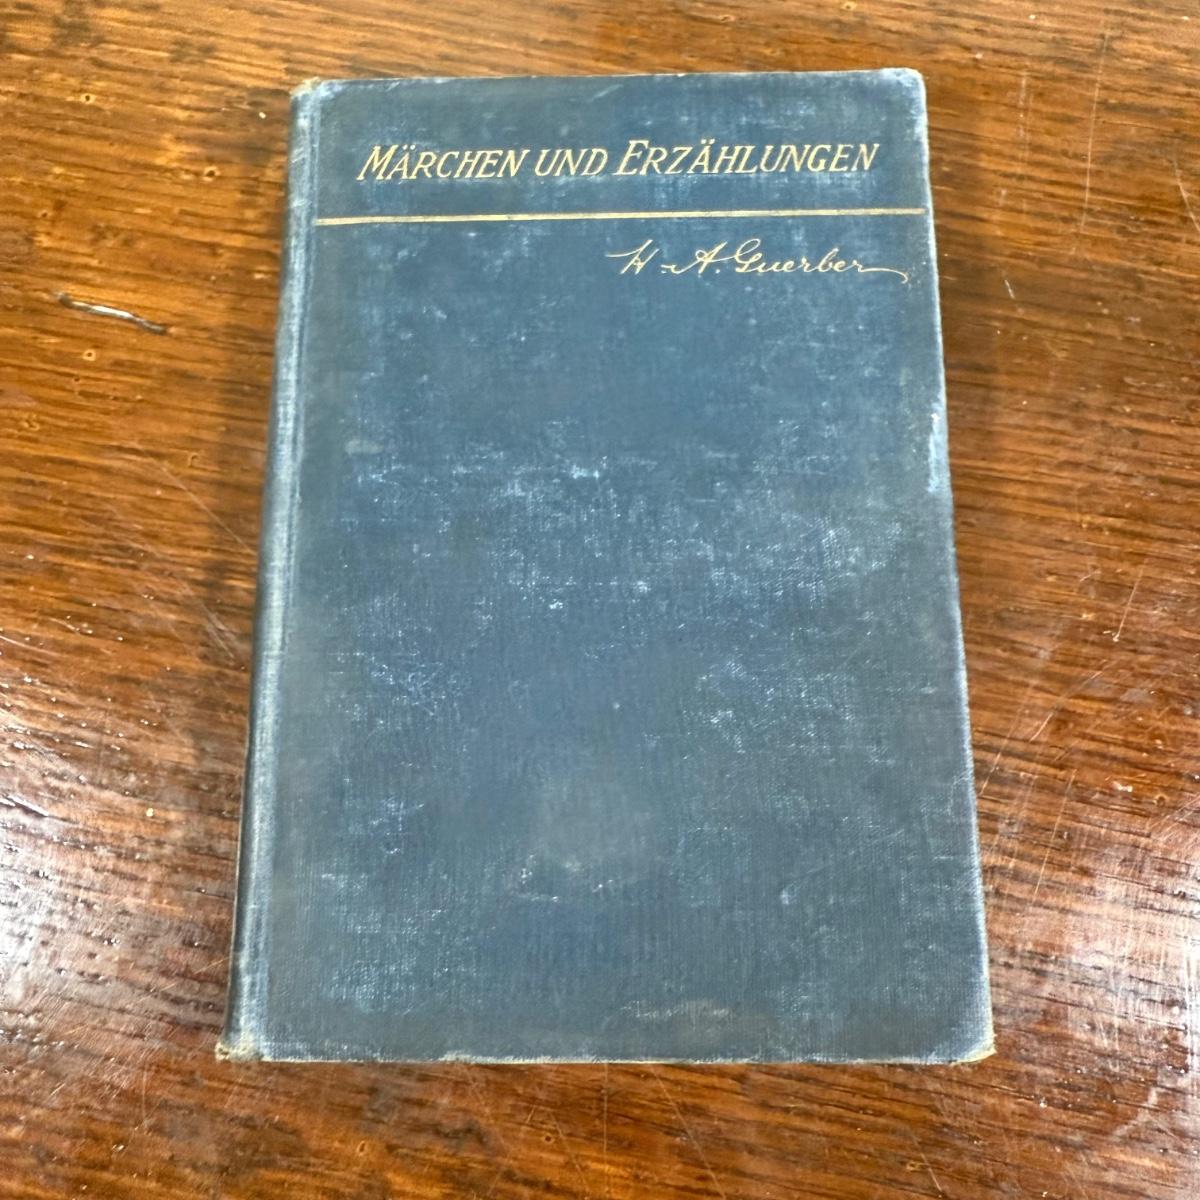 MÄRCHEN UND ERZÄHLUNGEN
H. A. Guerber